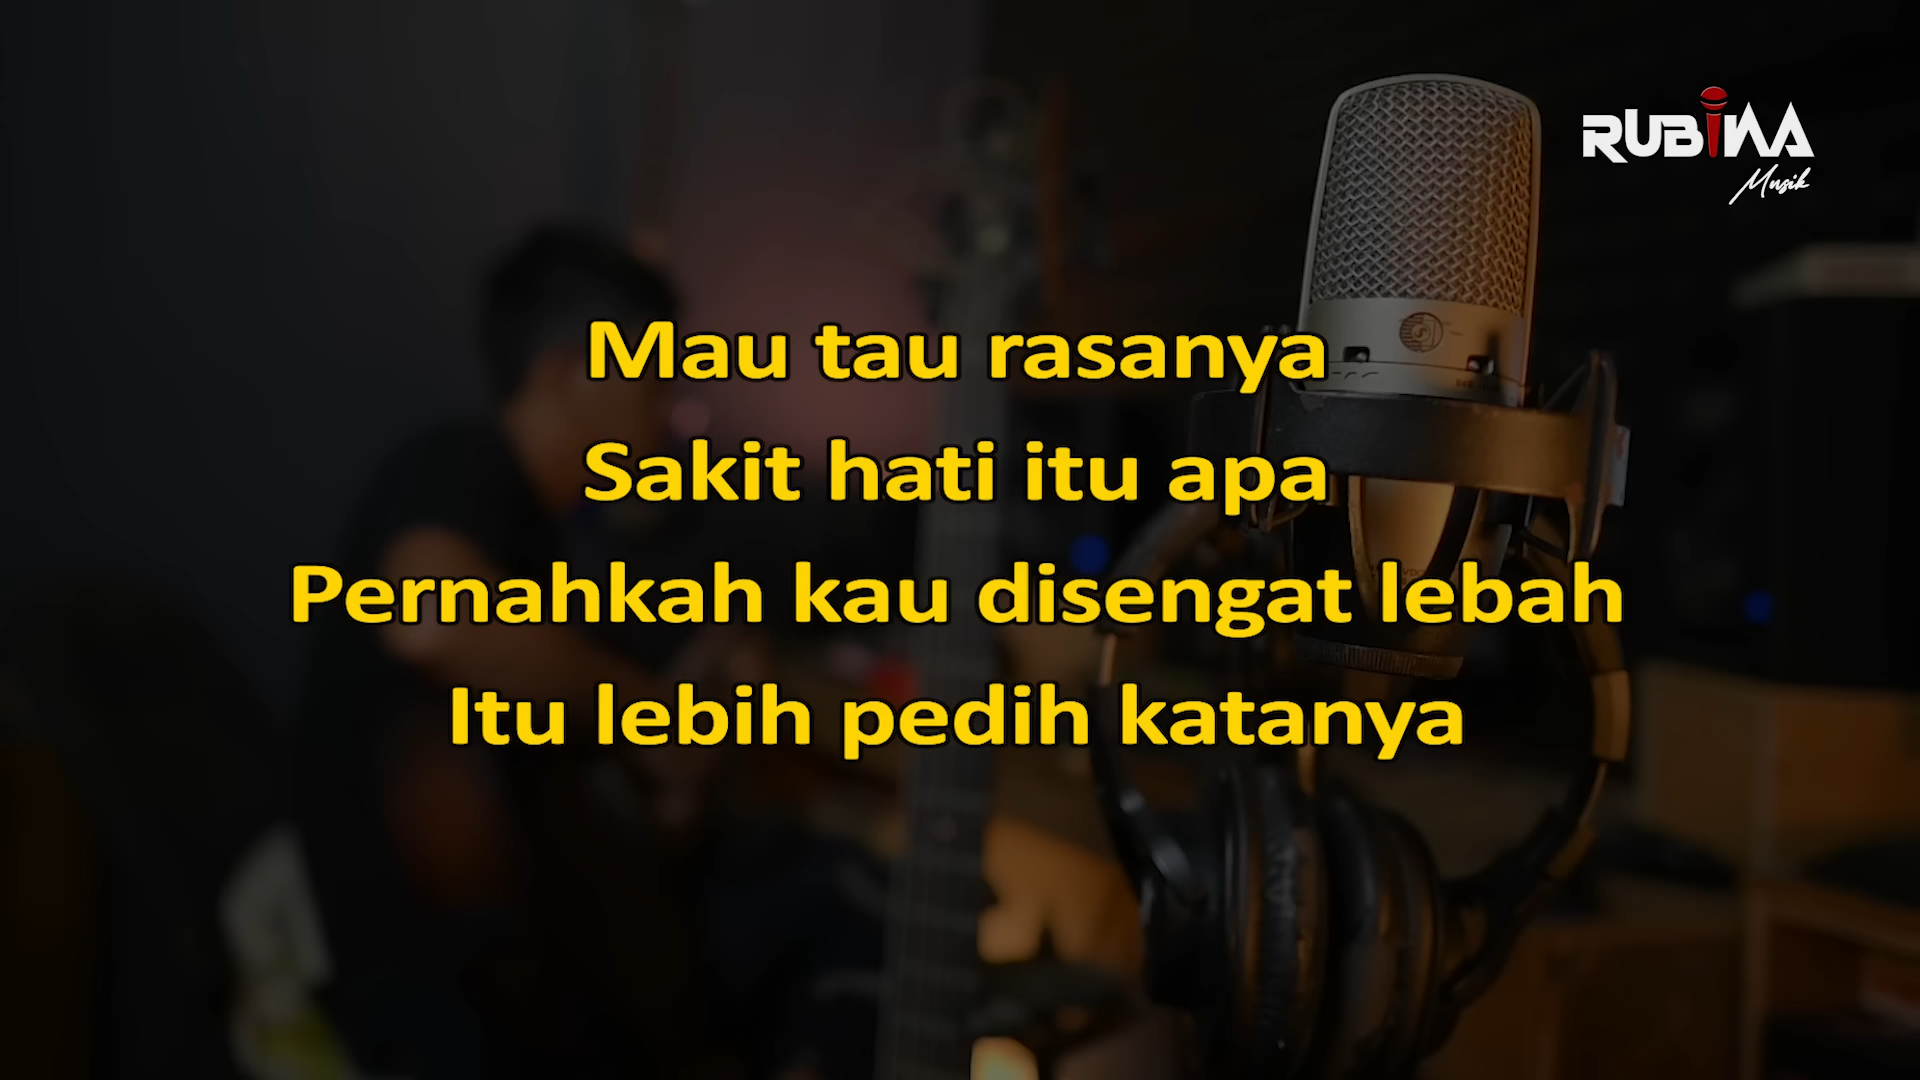 RUBINA
Musik
Mau tau rasanya
Sakit hati itu apa
Pernahkah kau disengat lebah
Itu lebih pedih katanya